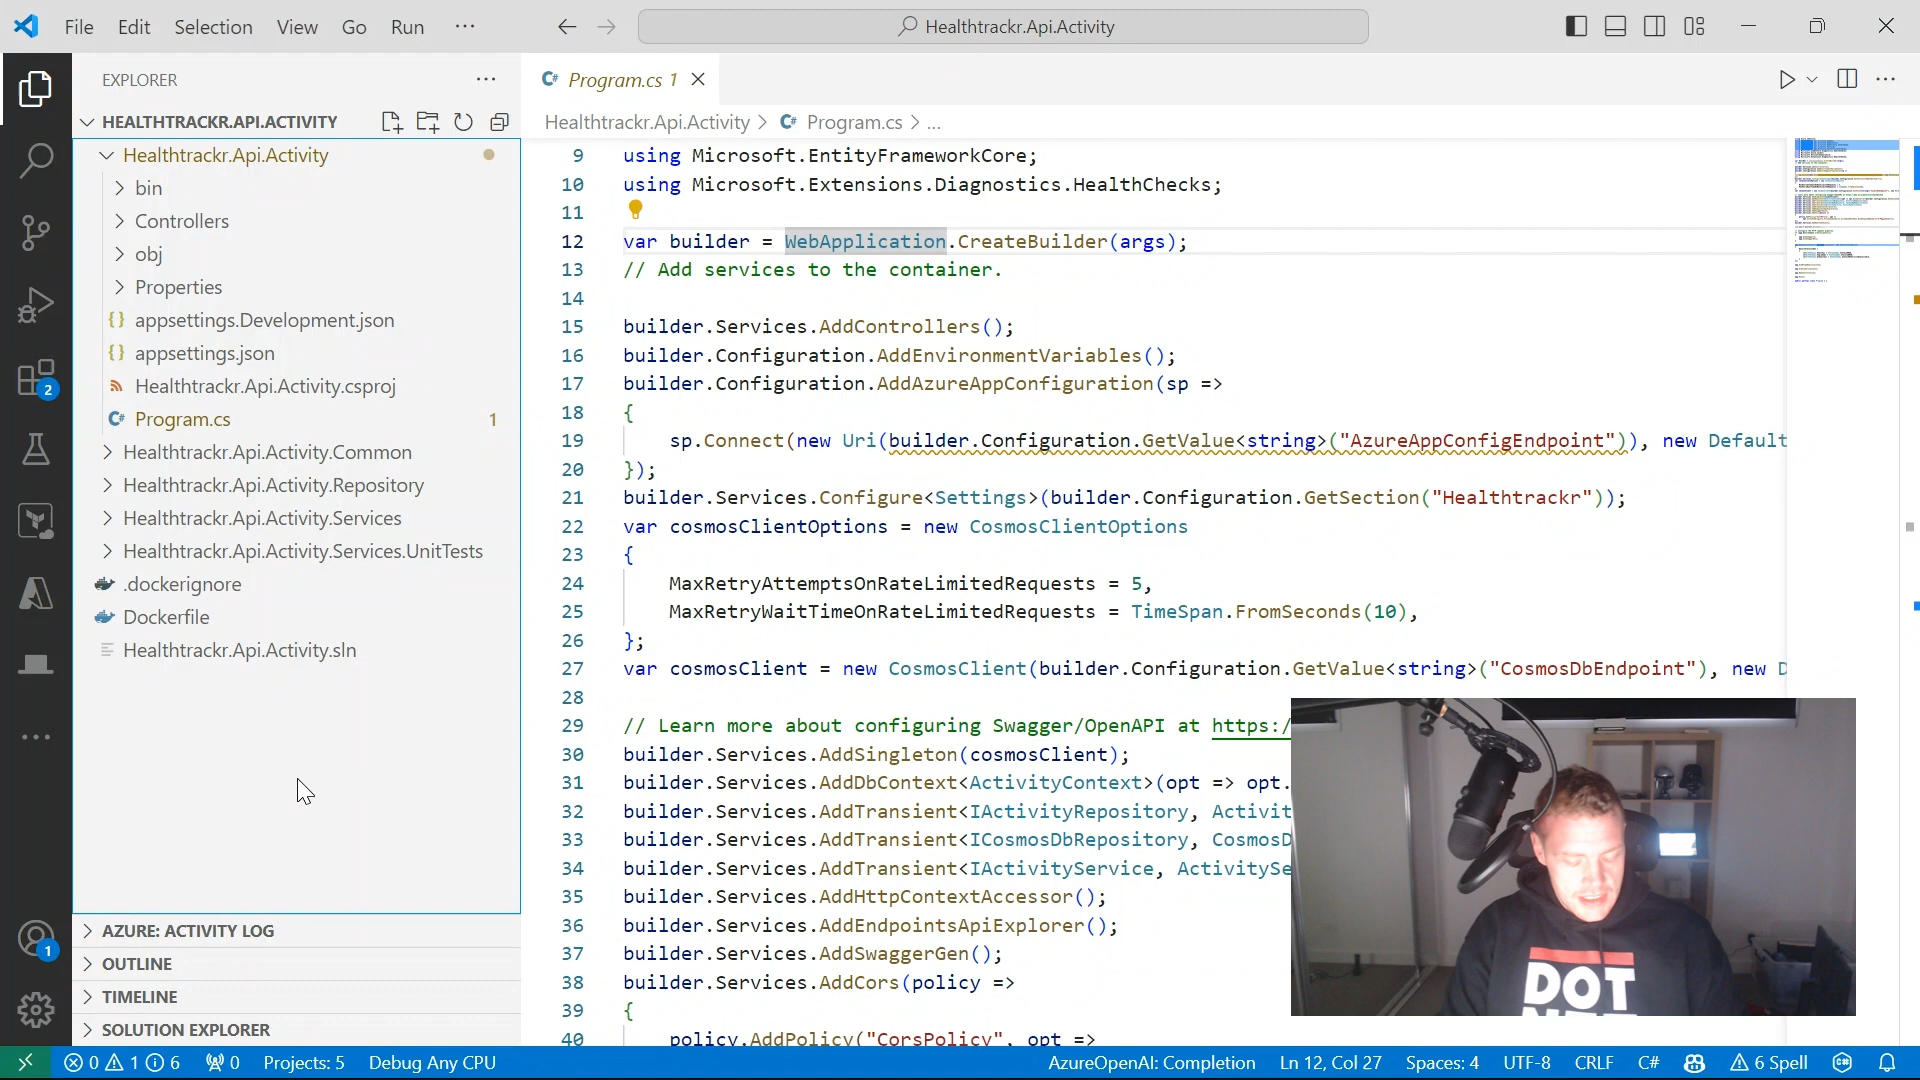 File Edit Selection View Go Run ···
Healthtrackr.Api.Activity
EXPLORER
HEALTHTRACKR.API.ACTIVITY
Healthtrackr.Api.Activity
bin
Controllers
obj
Properties
appsettings.Development.json
appsettings.json
Healthtrackr.Api.Activity.csproj
Program.cs 1
Healthtrackr.Api.Activity.Common
Healthtrackr.Api.Activity.Repository
Healthtrackr.Api.Activity.Services
Healthtrackr.Api.Activity.Services.UnitTests
.dockerignore
Dockerfile
Healthtrackr.Api.Activity.sln
AZURE: ACTIVITY LOG
OUTLINE
TIMELINE
SOLUTION EXPLORER
2
1
C# Program.cs 1
Healthtrackr.Api.Activity > C# Program.cs > ...
9 using Microsoft.EntityFrameworkCore;
10 using Microsoft.Extensions.Diagnostics.HealthChecks;
11
12 var builder = WebApplication.CreateBuilder(args);
13 // Add services to the container.
14
15 builder.Services.AddControllers();
16 builder.Configuration.AddEnvironmentVariables();
17 builder.Configuration.AddAzureAppConfiguration(sp =>
18 {
19 sp.Connect(new Uri(builder.Configuration.GetValue<string>("AzureAppConfigEndpoint")), new Default
20 });
21 builder.Services.Configure<Settings>(builder.Configuration.GetSection("Healthtrackr"));
22 var cosmosClientOptions = new CosmosClientOptions
23 {
24 MaxRetryAttemptsOnRateLimitedRequests = 5,
25 MaxRetryWaitTimeOnRateLimitedRequests = TimeSpan.FromSeconds(10),
26 };
27 var cosmosClient = new CosmosClient(builder.Configuration.GetValue<string>("CosmosDbEndpoint"), new D
28
29 // Learn more about configuring Swagger/OpenAPI at https:/
30 builder.Services.AddSingleton(cosmosClient);
31 builder.Services.AddDbContext<ActivityContext>(opt => opt.
32 builder.Services.AddTransient<IActivityRepository, Activit
33 builder.Services.AddTransient<ICosmosDbRepository, CosmosD
34 builder.Services.AddTransient<IActivityService, ActivitySe
35 builder.Services.AddHttpContextAccessor();
36 builder.Services.AddEndpointsApiExplorer();
37 builder.Services.AddSwaggerGen();
38 builder.Services.AddCors(policy =>
39 {
40 policy.AddPolicy("CorsPolicy", opt =>
DOT
0 1 6 0 Projects: 5 Debug Any CPU AzureOpenAI: Completion Ln 12, Col 27 Spaces: 4 UTF-8 CRLF C# 6 Spell